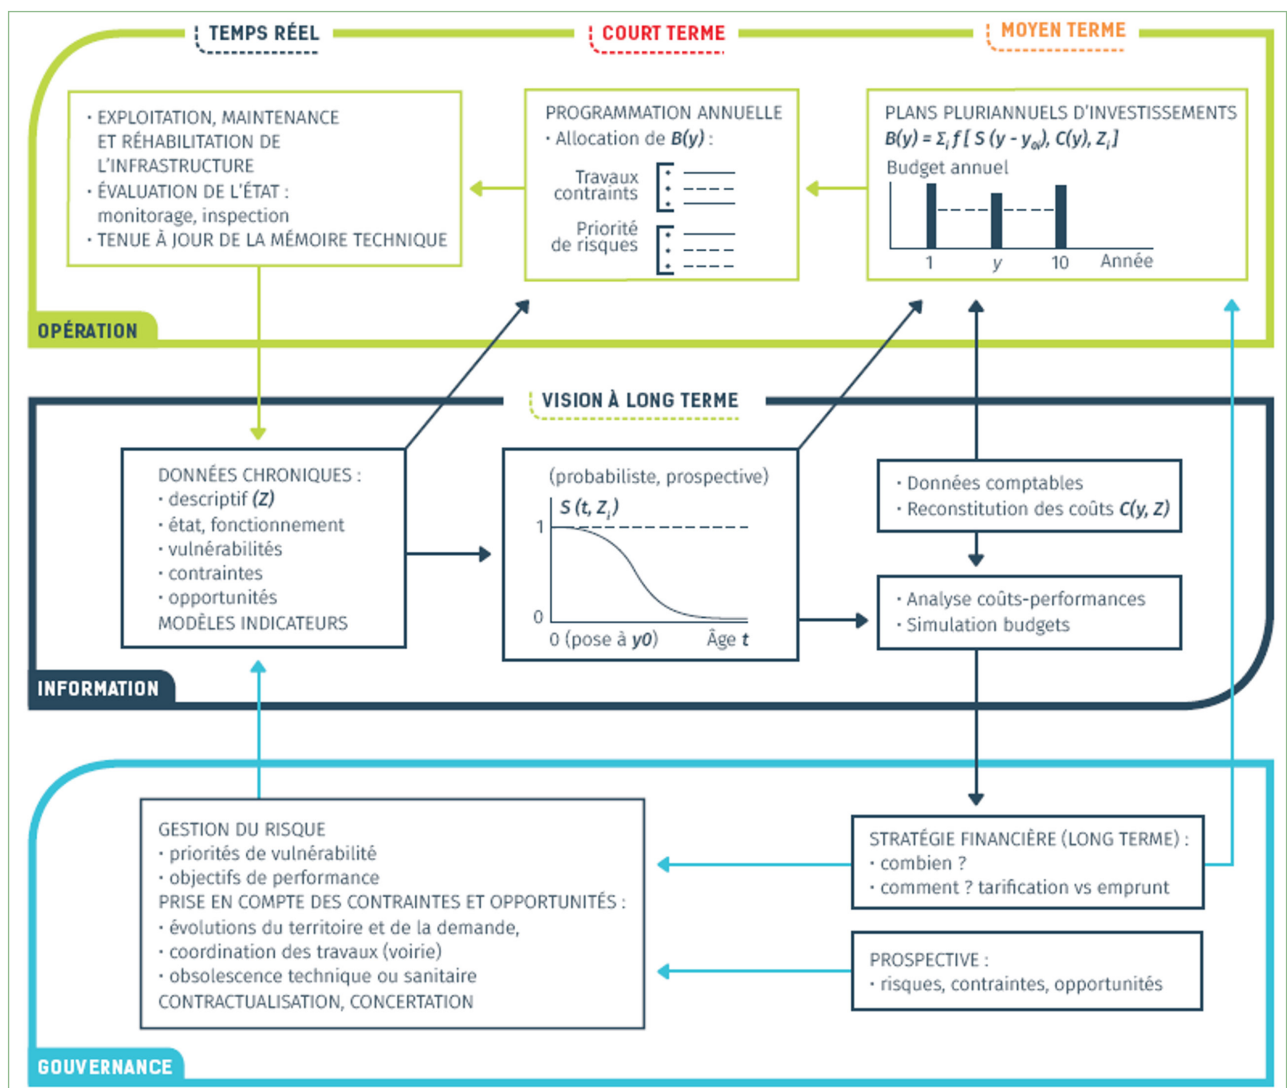 TEMPS RÉEL
COURT TERME
MOYEN TERME
· EXPLOITATION, MAINTENANCE
ET RÉHABILITATION DE
L'INFRASTRUCTURE
· ÉVALUATION DE L'ÉTAT :
monitorage, inspection
· TENUE À JOUR DE LA MÉMOIRE TECHNIQUE
PROGRAMMATION ANNUELLE
· Allocation de B(y) :
Travaux
contraints
Priorité
de risques
PLANS PLURIANNUELS D'INVESTISSEMENTS
B(y) = Σi f [ S (y - y0i), C(y), Zi ]
Budget annuel
1 y 10 Année
OPÉRATION
VISION À LONG TERME
DONNÉES CHRONIQUES :
· descriptif (Z)
· état, fonctionnement
· vulnérabilités
· contraintes
· opportunités
MODÈLES INDICATEURS
(probabiliste, prospective)
S (t, Zi)
1
0
0 (pose à y0) Âge t
· Données comptables
· Reconstitution des coûts C(y, Z)
· Analyse coûts-performances
· Simulation budgets
INFORMATION
GESTION DU RISQUE
· priorités de vulnérabilité
· objectifs de performance
PRISE EN COMPTE DES CONTRAINTES ET OPPORTUNITÉS :
· évolutions du territoire et de la demande,
· coordination des travaux (voirie)
· obsolescence technique ou sanitaire
CONTRACTUALISATION, CONCERTATION
STRATÉGIE FINANCIÈRE (LONG TERME) :
· combien ?
· comment ? tarification vs emprunt
PROSPECTIVE :
· risques, contraintes, opportunités
GOUVERNANCE